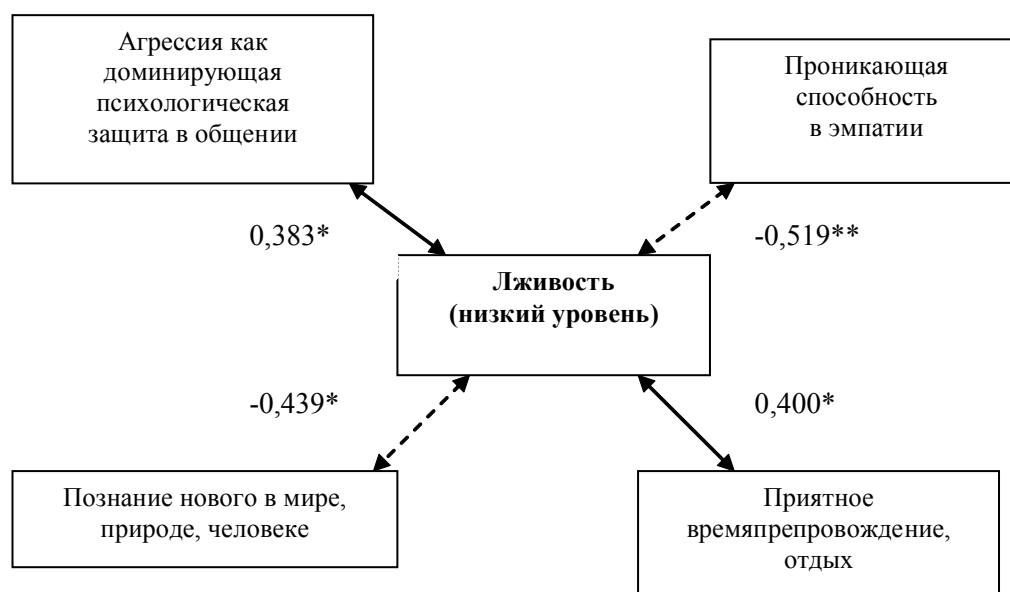 Агрессия как
доминирующая
психологическая
защита в общении
Проникающая
способность
в эмпатии
0,383*
-0,519**
Лживость
(низкий уровень)
-0,439*
0,400*
Познание нового в мире,
природе, человеке
Приятное
времяпрепровождение,
отдых